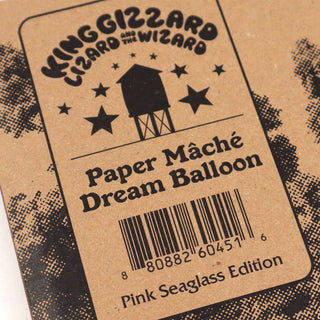 KING GIZZARD
LIZARD AND THE WIZARD
Paper Mâché
Dream Balloon
8 80882 60451 6
Pink Seaglass Edition